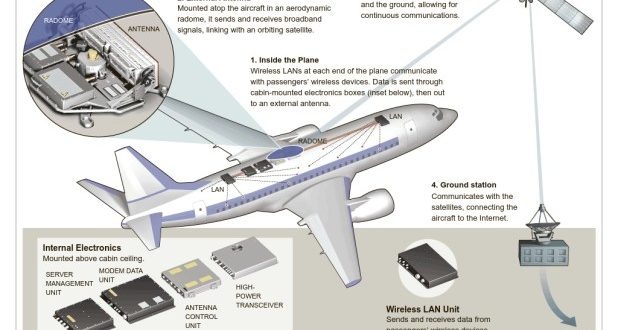 RADOME
ANTENNA
Mounted atop the aircraft in an aerodynamic
radome, it sends and receives broadband
signals, linking with an orbiting satellite.
and the ground, allowing for
continuous communications.
1. Inside the Plane
Wireless LANs at each end of the plane communicate
with passengers' wireless devices. Data is sent through
cabin-mounted electronics boxes (inset below), then out
to an external antenna.
LAN
RADOME
LAN
4. Ground station
Communicates with the
satellites, connecting the
aircraft to the Internet.
Internal Electronics
Mounted above cabin ceiling.
SERVER
MANAGEMENT
UNIT
MODEM DATA
UNIT
ANTENNA
CONTROL
UNIT
HIGH-
POWER
TRANSCEIVER
Wireless LAN Unit
Sends and receives data from
passengers' wireless devices